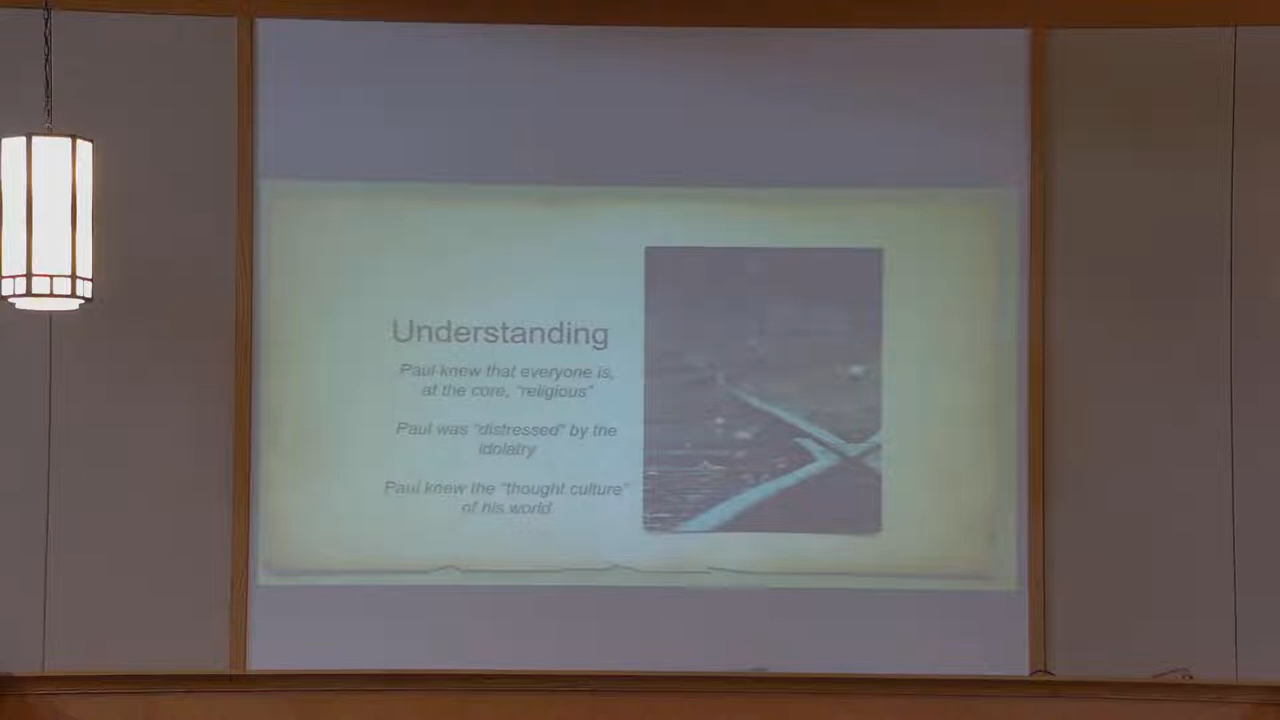 Understanding
Paul knew that everyone is,
at the core, "religious"
Paul was "distressed" by the
idolatry
Paul knew the "thought culture"
of his world